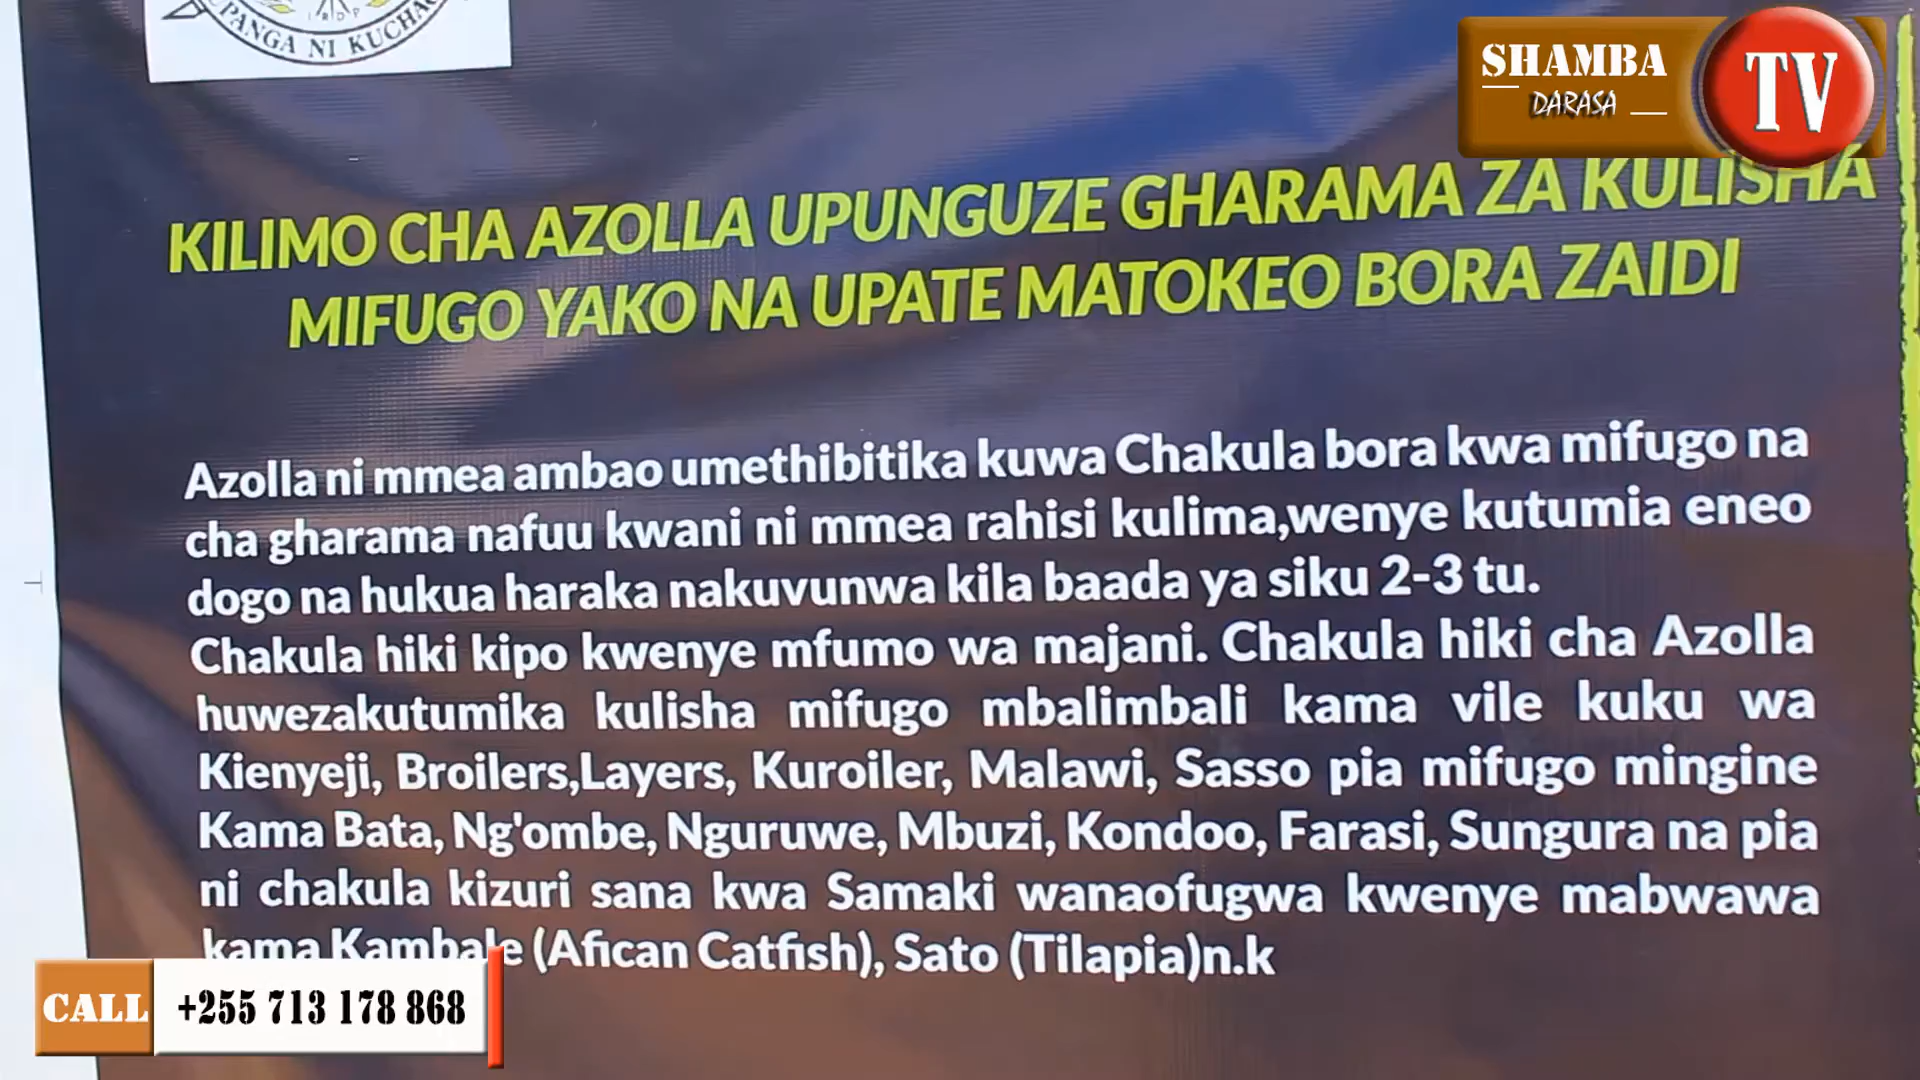 I R D P
NI
SHAMBA
DARASA
TV
KILIMO CHA AZOLLA UPUNGUZE GHARAMA ZA KULISHA
MIFUGO YAKO NA UPATE MATOKEO BORA ZAIDI
Azolla ni mmea ambao umethibitika kuwa Chakula bora kwa mifugo na
cha gharama nafuu kwani ni mmea rahisi kulima,wenye kutumia eneo
dogo na hukua haraka nakuvunwa kila baada ya siku 2-3 tu.
Chakula hiki kipo kwenye mfumo wa majani. Chakula hiki cha Azolla
huwezakutumika kulisha mifugo mbalimbali kama vile kuku wa
Kienyeji, Broilers,Layers, Kuroiler, Malawi, Sasso pia mifugo mingine
Kama Bata, Ng'ombe, Nguruwe, Mbuzi, Kondoo, Farasi, Sungura na pia
ni chakula kizuri sana kwa Samaki wanaofugwa kwenye mabwawa
kama Kambale (Afican Catfish), Sato (Tilapia)n.k
CALL +255 713 178 868